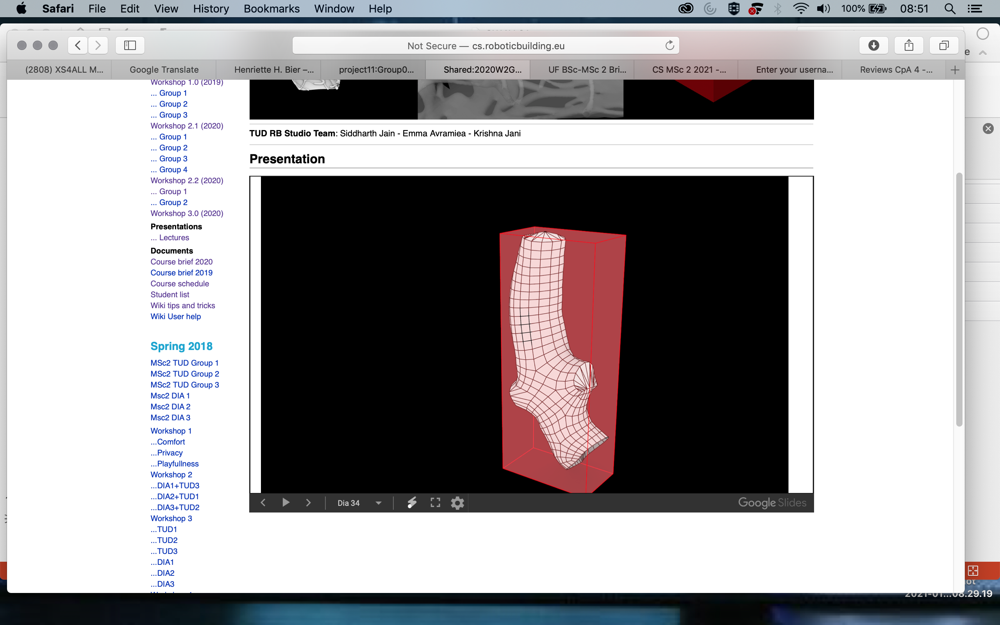 Safari File Edit View History Bookmarks Window Help 100% 08:51
Not Secure — cs.roboticbuilding.eu
(2808) XS4ALL M... Google Translate Henriette H. Bier –... project11:Group0... Shared:2020W2G... UF BSc-MSc 2 Bri... CS MSc 2 2021 -... Enter your userna... Reviews CpA 4 -...
Workshop 1.0 (2019)
... Group 1
... Group 2
... Group 3
Workshop 2.1 (2020)
... Group 1
... Group 2
... Group 3
... Group 4
Workshop 2.2 (2020)
... Group 1
... Group 2
Workshop 3.0 (2020)
Presentations
... Lectures
Documents
Course brief 2020
Course brief 2019
Course schedule
Student list
Wiki tips and tricks
Wiki User help
Spring 2018
MSc2 TUD Group 1
MSc2 TUD Group 2
MSc2 TUD Group 3
Msc2 DIA 1
Msc2 DIA 2
Msc2 DIA 3
Workshop 1
...Comfort
...Privacy
...Playfullness
Workshop 2
...DIA1+TUD3
...DIA2+TUD1
...DIA3+TUD2
Workshop 3
...TUD1
...TUD2
...TUD3
...DIA1
...DIA2
...DIA3
TUD RB Studio Team: Siddharth Jain - Emma Avramiea - Krishna Jani
Presentation
Dia 34
Google Slides
2021-01...08.29.19